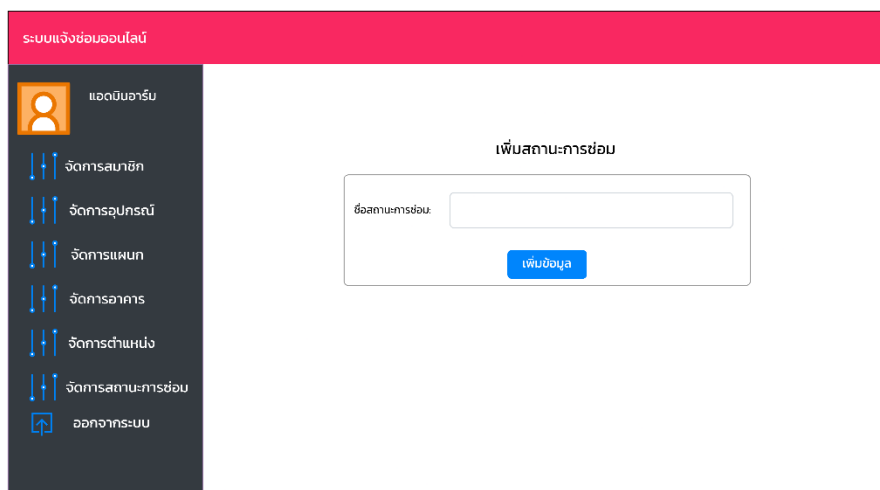 ระบบแจ้งซ่อมออนไลน์
แอดมินอาร์ม
จัดการสมาชิก
จัดการอุปกรณ์
จัดการแผนก
จัดการอาคาร
จัดการตำแหน่ง
จัดการสถานะการซ่อม
ออกจากระบบ
เพิ่มสถานะการซ่อม
ชื่อสถานะการซ่อม:
เพิ่มข้อมูล